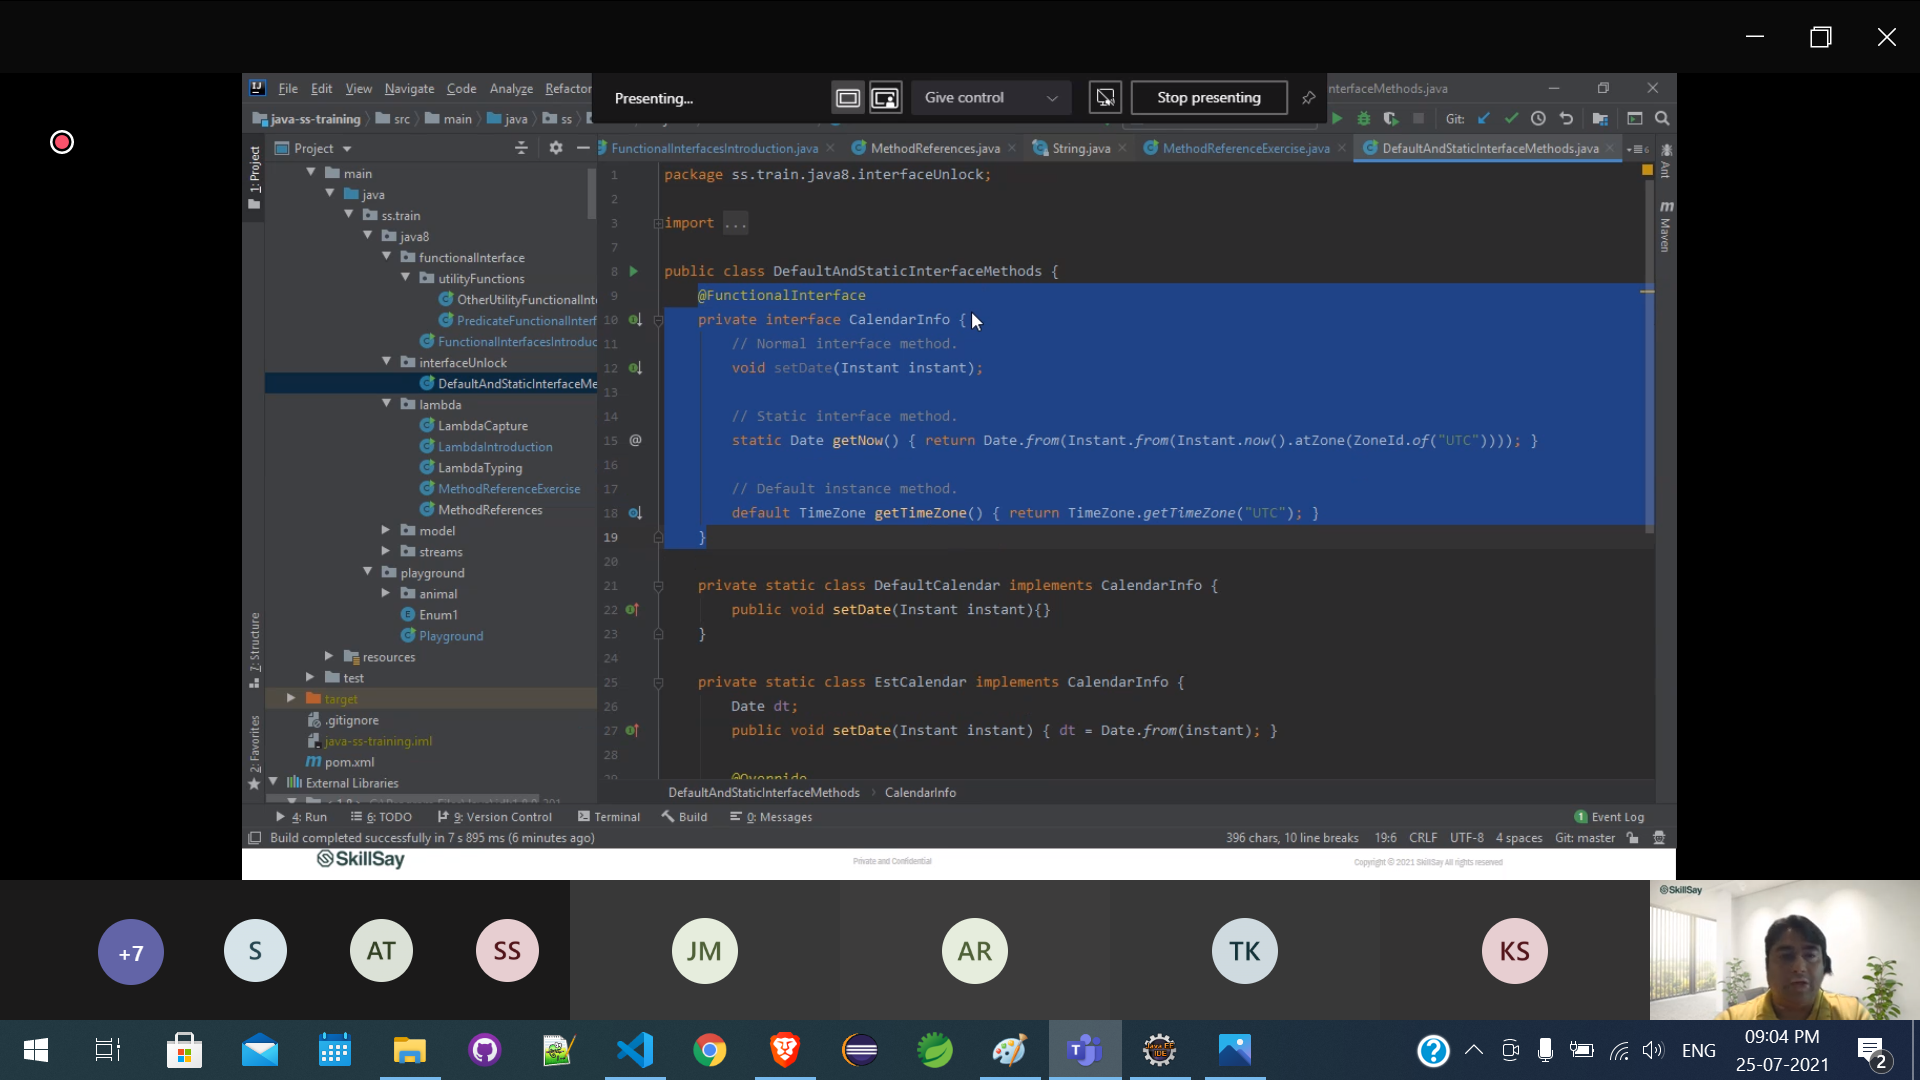 File Edit View Navigate Code Analyze Refactor
Presenting...
Give control
Stop presenting
nterfaceMethods.java
java-ss-training src main java ss
Git:
1: Project
Project
FunctionalInterfacesIntroduction.java
MethodReferences.java
String.java
MethodReferenceExercise.java
DefaultAndStaticInterfaceMethods.java
Ant
Maven
main
java
ss.train
java8
functionalInterface
utilityFunctions
OtherUtilityFunctionalInte
PredicateFunctionalInterf
FunctionalInterfacesIntroduc
interfaceUnlock
DefaultAndStaticInterfaceMe
lambda
LambdaCapture
LambdaIntroduction
LambdaTyping
MethodReferenceExercise
MethodReferences
model
streams
playground
animal
Enum1
Playground
resources
test
target
.gitignore
java-ss-training.iml
pom.xml
External Libraries
7: Structure
2: Favorites
1 package ss.train.java8.interfaceUnlock;
2
3 import ...
7
8 public class DefaultAndStaticInterfaceMethods {
9 @FunctionalInterface
10 private interface CalendarInfo {
11 // Normal interface method.
12 void setDate(Instant instant);
13
14 // Static interface method.
15 static Date getNow() { return Date.from(Instant.from(Instant.now().atZone(ZoneId.of("UTC")))); }
16
17 // Default instance method.
18 default TimeZone getTimeZone() { return TimeZone.getTimeZone("UTC"); }
19 }
20
21 private static class DefaultCalendar implements CalendarInfo {
22 public void setDate(Instant instant){}
23 }
24
25 private static class EstCalendar implements CalendarInfo {
26 Date dt;
27 public void setDate(Instant instant) { dt = Date.from(instant); }
28
29 @Override
DefaultAndStaticInterfaceMethods CalendarInfo
4: Run 6: TODO 9: Version Control Terminal Build 0: Messages
1 Event Log
Build completed successfully in 7 s 895 ms (6 minutes ago)
396 chars, 10 line breaks 19:6 CRLF UTF-8 4 spaces Git: master
SkillSay
Private and Confidential
Copyright © 2021 SkillSay All rights reserved
+7 S AT SS JM AR TK KS
SkillSay
ENG
09:04 PM
25-07-2021
2